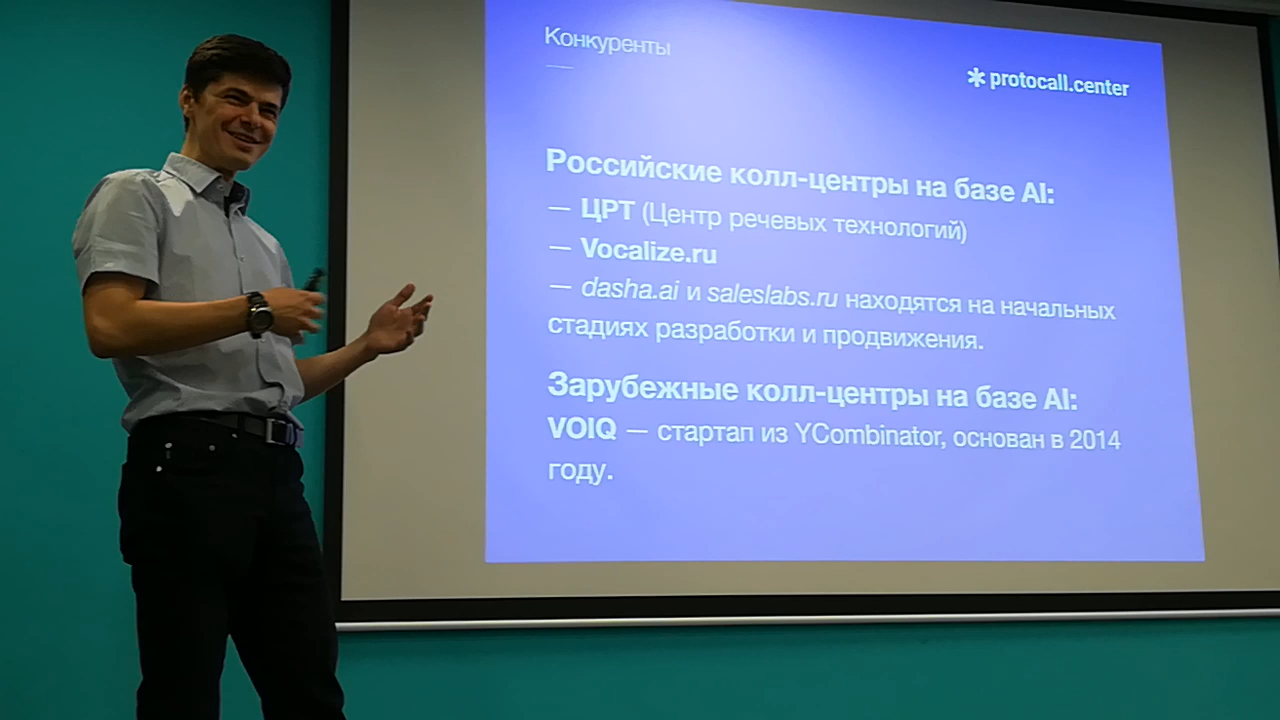 Конкуренты
✱ protocall.center
Российские колл-центры на базе AI:
— ЦРТ (Центр речевых технологий)
— Vocalize.ru
— dasha.ai и saleslabs.ru находятся на начальных
стадиях разработки и продвижения.
Зарубежные колл-центры на базе AI:
VOIQ — стартап из YCombinator, основан в 2014
году.